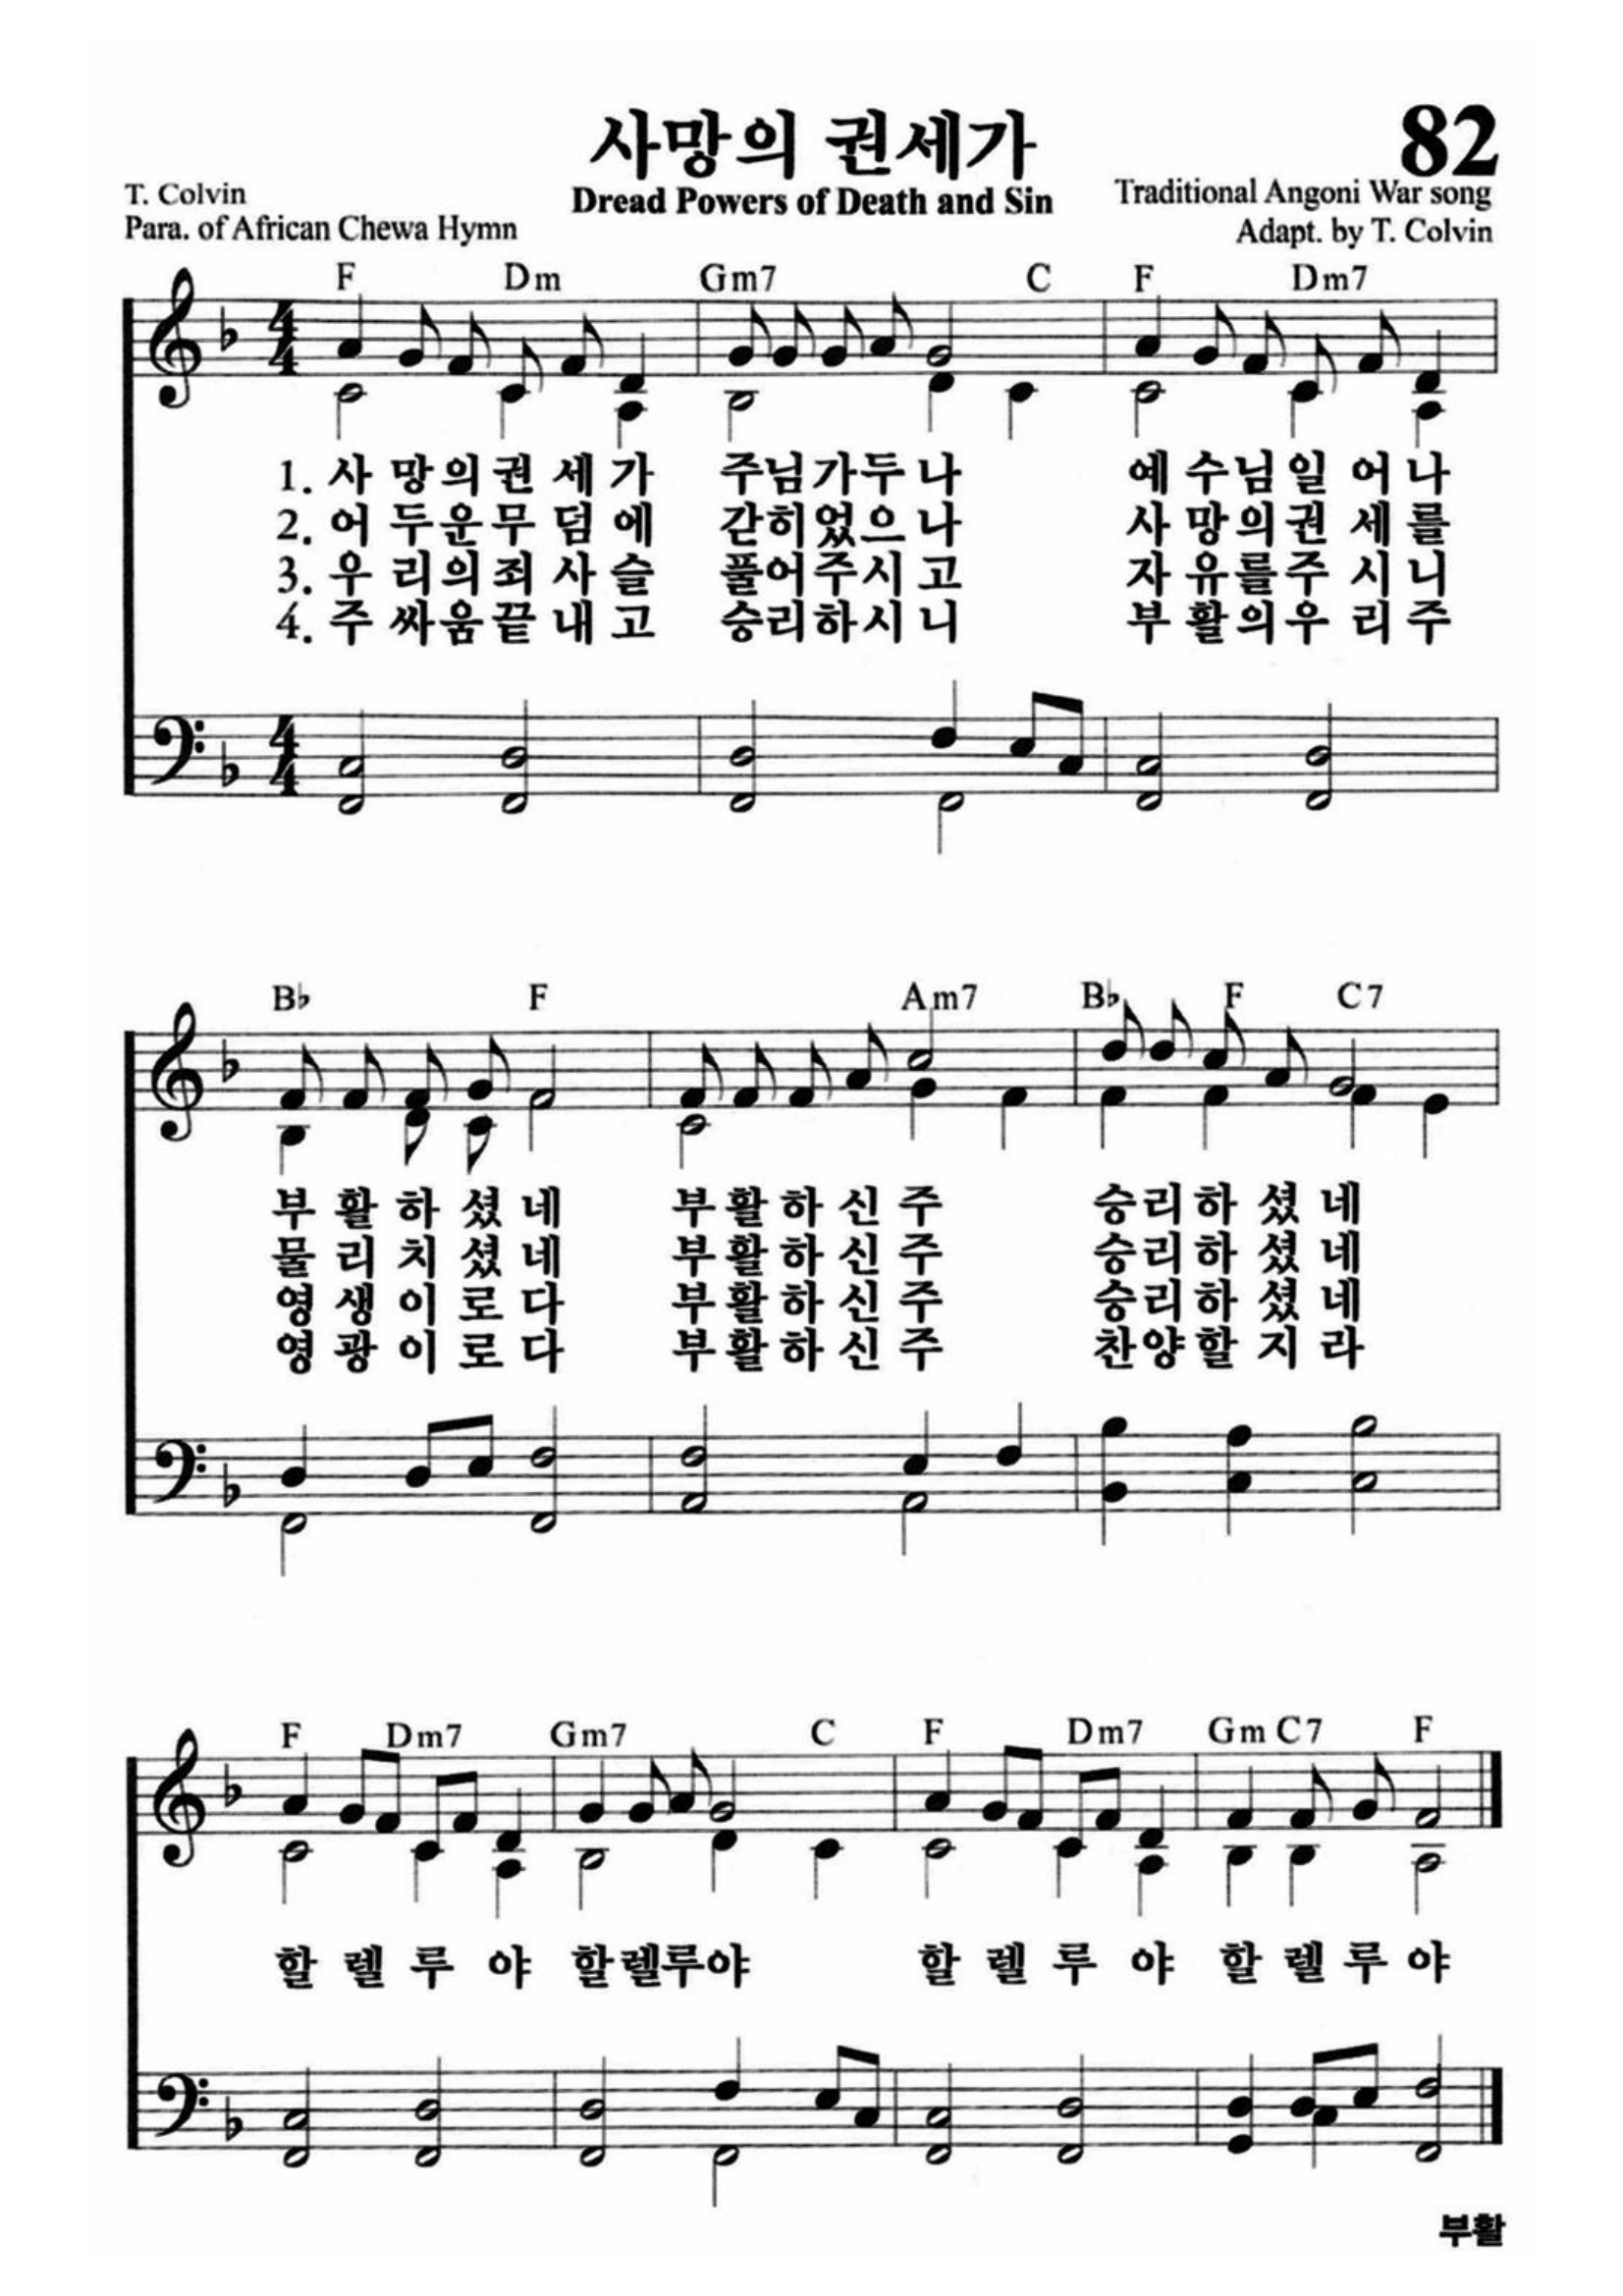 사망의 권세가
82
Dread Powers of Death and Sin
T. Colvin
Para. of African Chewa Hymn
Traditional Angoni War song
Adapt. by T. Colvin
F Dm Gm7 C F Dm7
4 4
1. 사 망의권 세 가 주님가두 나 예 수님일 어 나
2. 어 두운무 덤 에 갇히었으 나 사 망의권 세 를
3. 우 리의죄 사 슬 풀어주시 고 자 유를주 시 니
4. 주 싸움끝 내 고 승리하시 니 부 활의우 리 주
4 4
B♭ F Am7 B♭ F C7
부 활 하 셨 네 부 활 하 신 주 승리하 셨 네
물 리 치 셨 네 부 활 하 신 주 승리하 셨 네
영 생 이 로 다 부 활 하 신 주 승리하 셨 네
영 광 이 로 다 부 활 하 신 주 찬양할 지 라
F Dm7 Gm7 C F Dm7 Gm C7 F
할 렐 루 야 할렐루야 할 렐 루 야 할 렐 루 야
부활